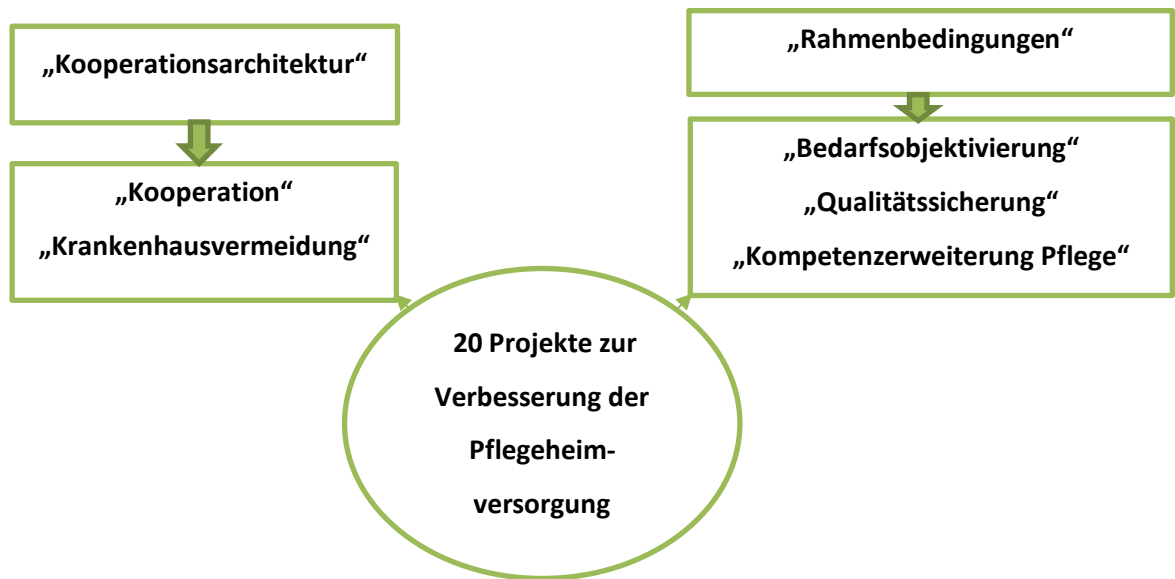 „Kooperationsarchitektur“
„Kooperation“
„Krankenhausvermeidung“
„Rahmenbedingungen“
„Bedarfsobjektivierung“
„Qualitätssicherung“
„Kompetenzerweiterung Pflege“
20 Projekte zur
Verbesserung der
Pflegeheim-
versorgung